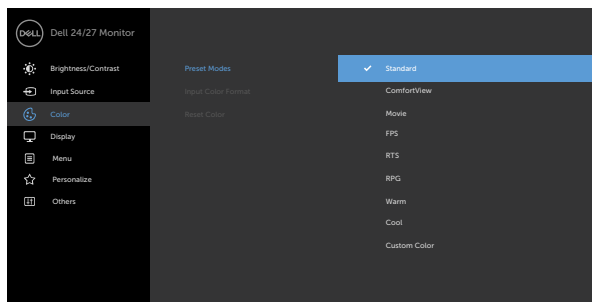 DELL Dell 24/27 Monitor
Brightness/Contrast Preset Modes ✓ Standard
Input Source Input Color Format ComfortView
Color Reset Color Movie
Display FPS
Menu RTS
Personalize RPG
Others Warm
Cool
Custom Color